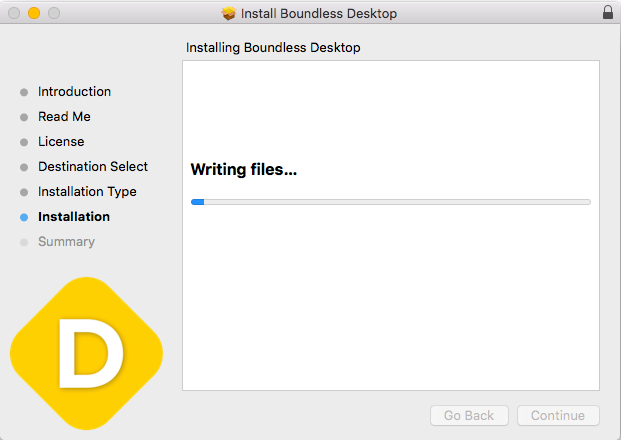 Install Boundless Desktop
Installing Boundless Desktop
Introduction
Read Me
License
Destination Select
Installation Type
Installation
Summary
Writing files...
D
Go Back
Continue